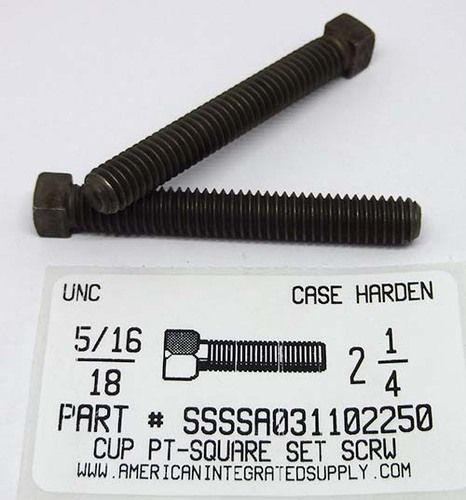 UNC CASE HARDEN
5/16 18 2 1/4
PART # SSSSA031102250
CUP PT-SQUARE SET SCRW
WWW.AMERICANINTEGRATEDSUPPLY.COM